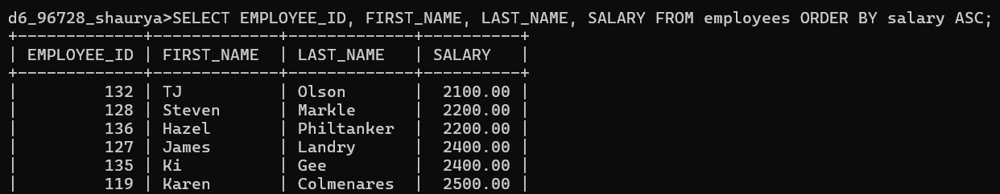 d6_96728_shaurya>SELECT EMPLOYEE_ID, FIRST_NAME, LAST_NAME, SALARY FROM employees ORDER BY salary ASC;
+-------------+-------------+-------------+----------+
| EMPLOYEE_ID | FIRST_NAME  | LAST_NAME   | SALARY   |
+-------------+-------------+-------------+----------+
|         132 | TJ          | Olson       |  2100.00 |
|         128 | Steven      | Markle      |  2200.00 |
|         136 | Hazel       | Philtanker  |  2200.00 |
|         127 | James       | Landry      |  2400.00 |
|         135 | Ki          | Gee         |  2400.00 |
|         119 | Karen       | Colmenares  |  2500.00 |